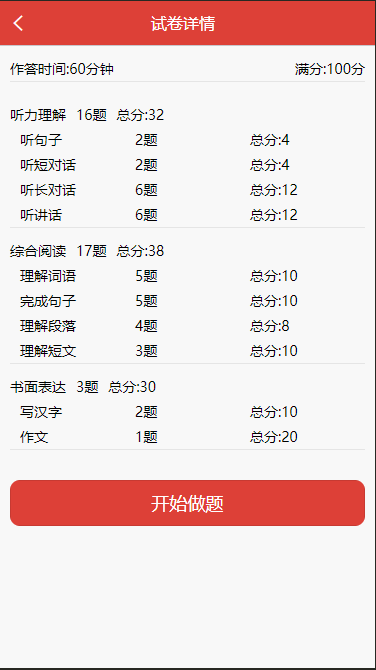 试卷详情
作答时间:60分钟 满分:100分
听力理解 16题 总分:32
听句子 2题 总分:4
听短对话 2题 总分:4
听长对话 6题 总分:12
听讲话 6题 总分:12
综合阅读 17题 总分:38
理解词语 5题 总分:10
完成句子 5题 总分:10
理解段落 4题 总分:8
理解短文 3题 总分:10
书面表达 3题 总分:30
写汉字 2题 总分:10
作文 1题 总分:20
开始做题